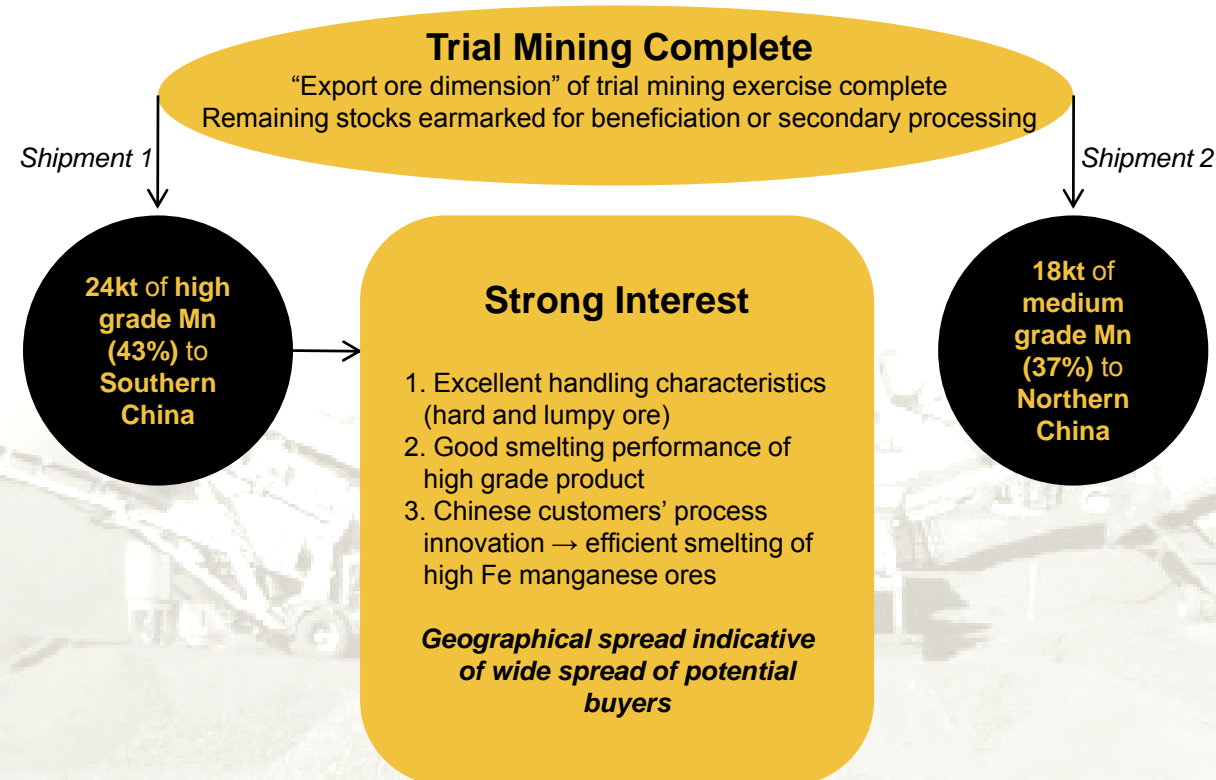 Trial Mining Complete
“Export ore dimension” of trial mining exercise complete
Remaining stocks earmarked for beneficiation or secondary processing
Shipment 1
Shipment 2
24kt of high
grade Mn
(43%) to
Southern
China
Strong Interest
1. Excellent handling characteristics
(hard and lumpy ore)
2. Good smelting performance of
high grade product
3. Chinese customers’ process
innovation → efficient smelting of
high Fe manganese ores
Geographical spread indicative
of wide spread of potential
buyers
18kt of
medium
grade Mn
(37%) to
Northern
China